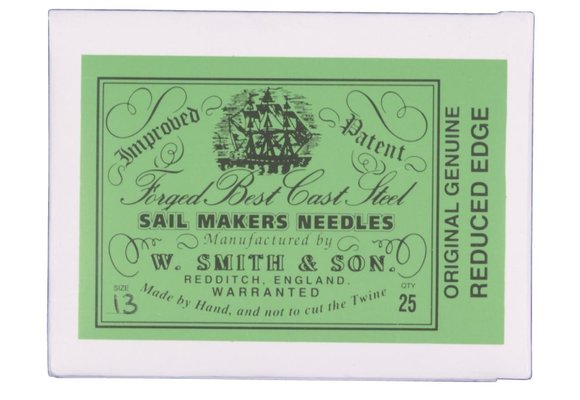 Improved Patent
Forged Best Cast Steel
SAIL MAKERS NEEDLES
Manufactured by
W. SMITH & SON.
REDDITCH, ENGLAND.
WARRANTED
Made by Hand, and not to cut the Twine
SIZE
13
QTY
25
ORIGINAL GENUINE
REDUCED EDGE